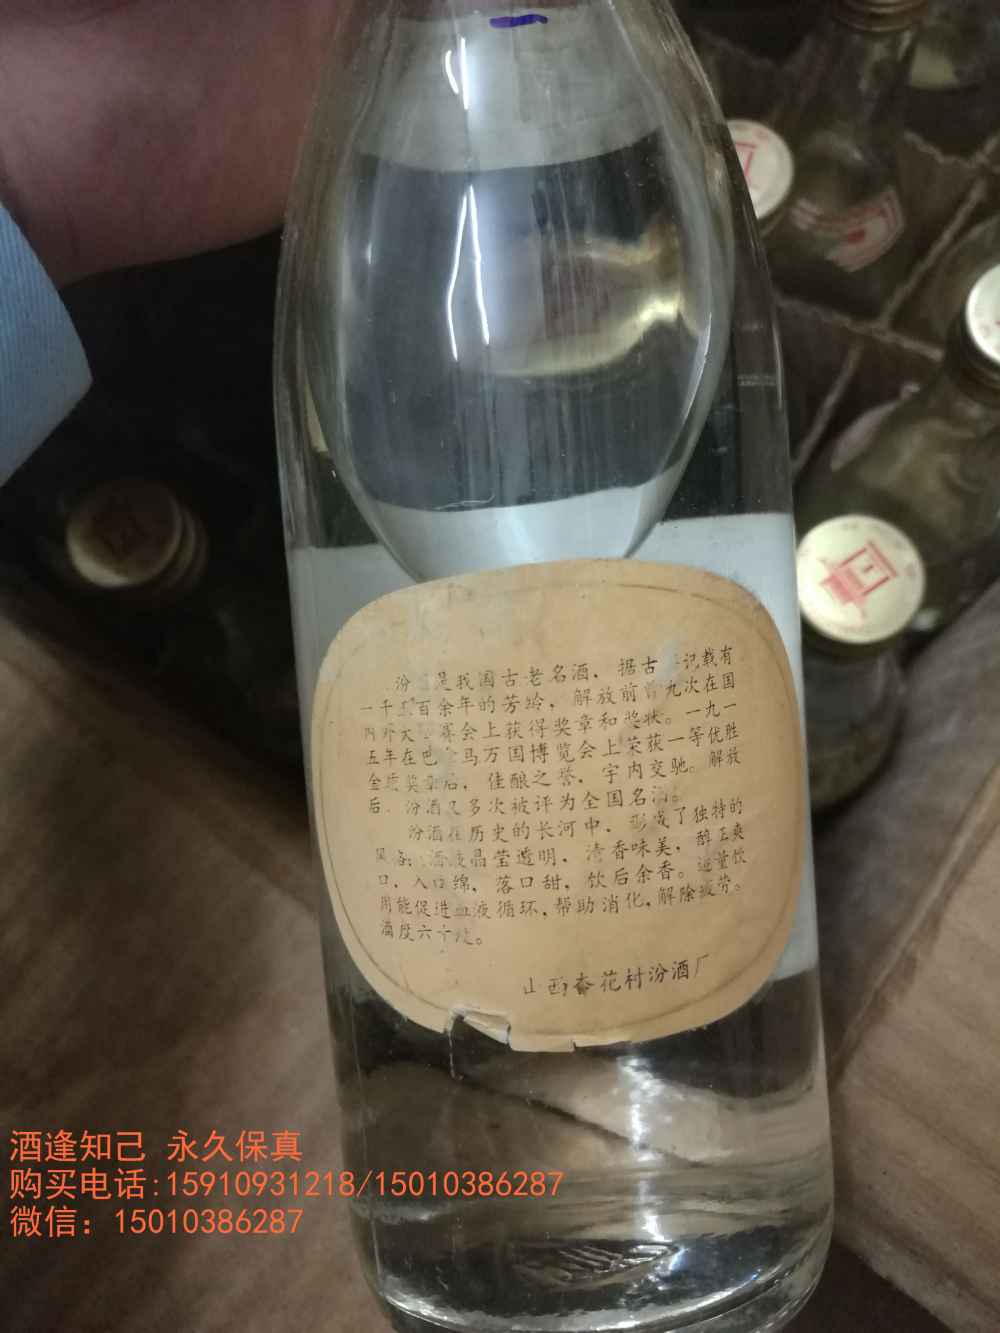 汾 是我国古老名酒，据古 记载有
一千五百余年的芳龄，解放前曾九次在国
内外大 赛会上获得奖章和奖状。一九一
五年在巴 马万国博览会上荣获一等优胜
金 奖章后，佳酿之誉，宇内交驰。解放
后，汾酒又多次被评为全国名酒。
汾酒在历史的长河中，形成了独特的
风格：酒液晶莹透明，清香味美，醇正爽
口，入口绵，落口甜，饮后余香。适量饮
用能促进血液循环，帮助消化，解除疲劳。
酒度六十度。
山西杏花村汾酒厂
酒逢知己 永久保真
购买电话:15910931218/15010386287
微信：15010386287